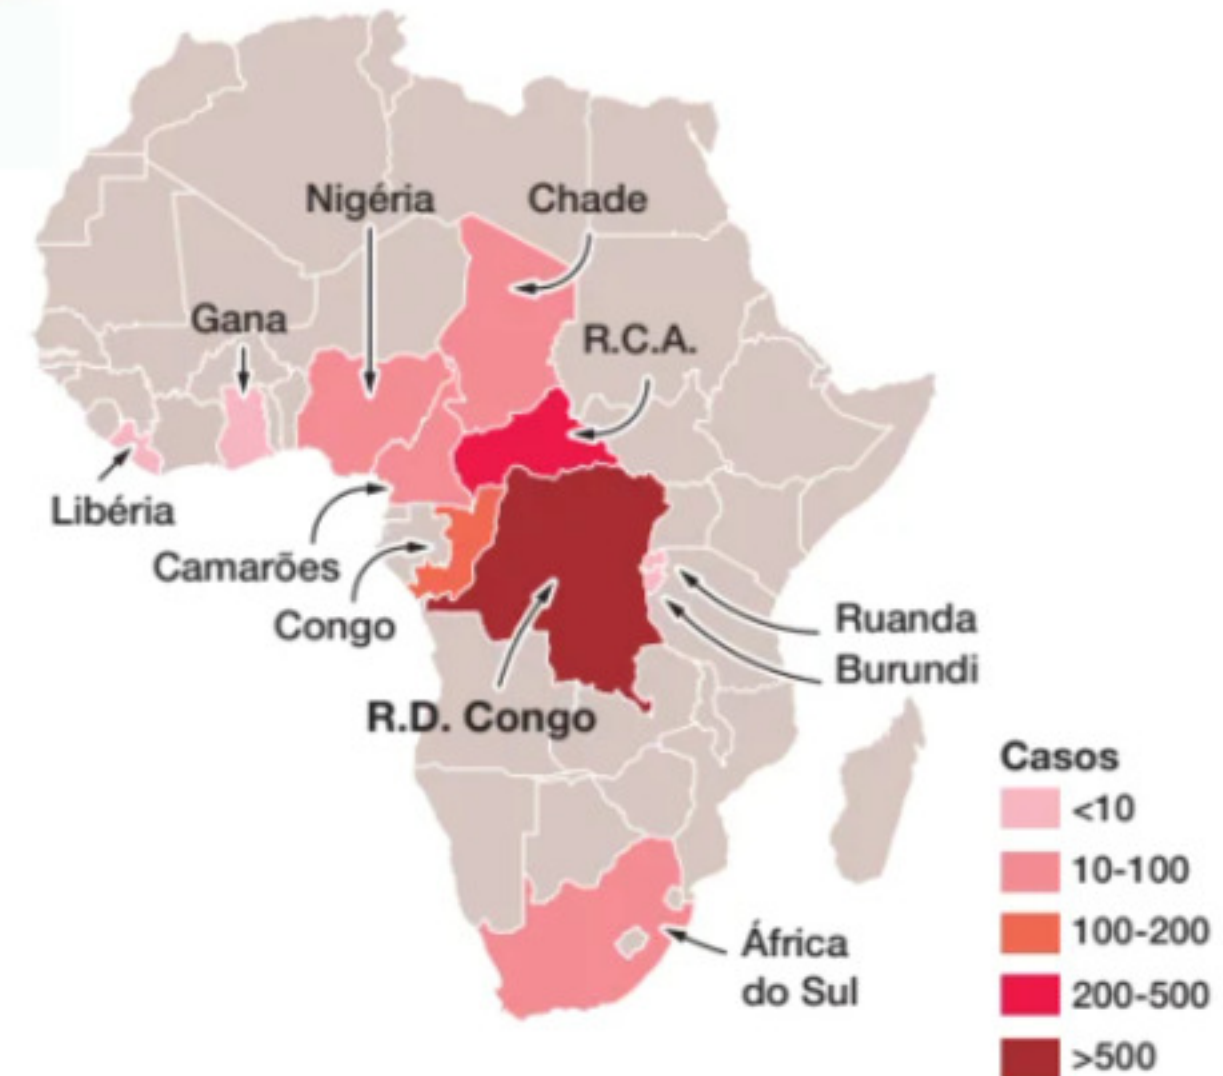 Nigéria
Chade
Gana
R.C.A.
Libéria
Camarões
Congo
Ruanda
Burundi
R.D. Congo
África
do Sul
Casos
<10
10-100
100-200
200-500
>500